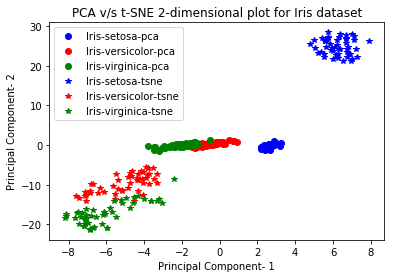 PCA v/s t-SNE 2-dimensional plot for Iris dataset
Iris-setosa-pca
Iris-versicolor-pca
Iris-virginica-pca
Iris-setosa-tsne
Iris-versicolor-tsne
Iris-virginica-tsne
30
20
10
0
−10
−20
Principal Component- 2
−8 −6 −4 −2 0 2 4 6 8
Principal Component- 1